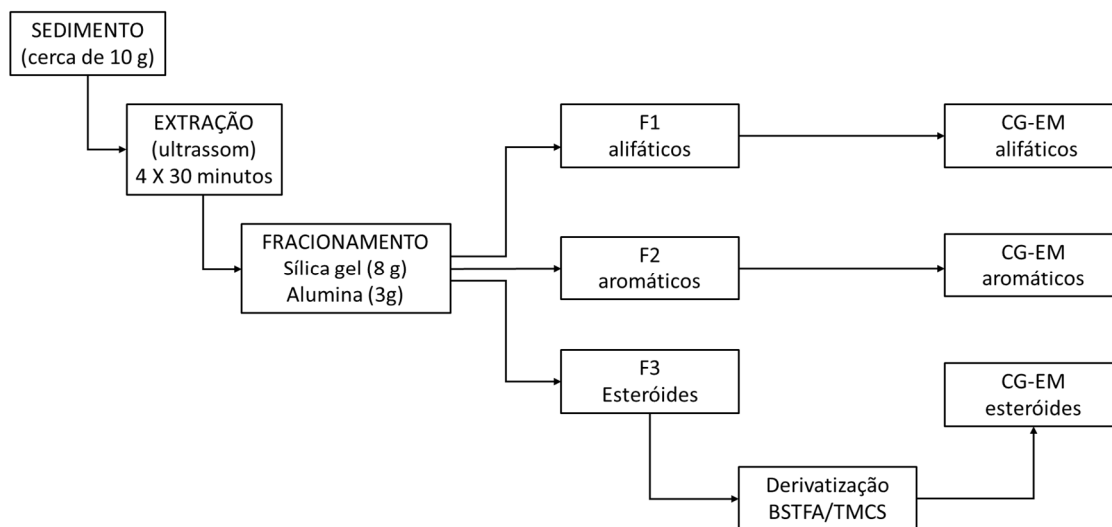 SEDIMENTO
(cerca de 10 g)
EXTRAÇÃO
(ultrassom)
4 X 30 minutos
FRACIONAMENTO
Sílica gel (8 g)
Alumina (3g)
F1
alifáticos
CG-EM
alifáticos
F2
aromáticos
CG-EM
aromáticos
F3
Esteróides
CG-EM
esteróides
Derivatização
BSTFA/TMCS